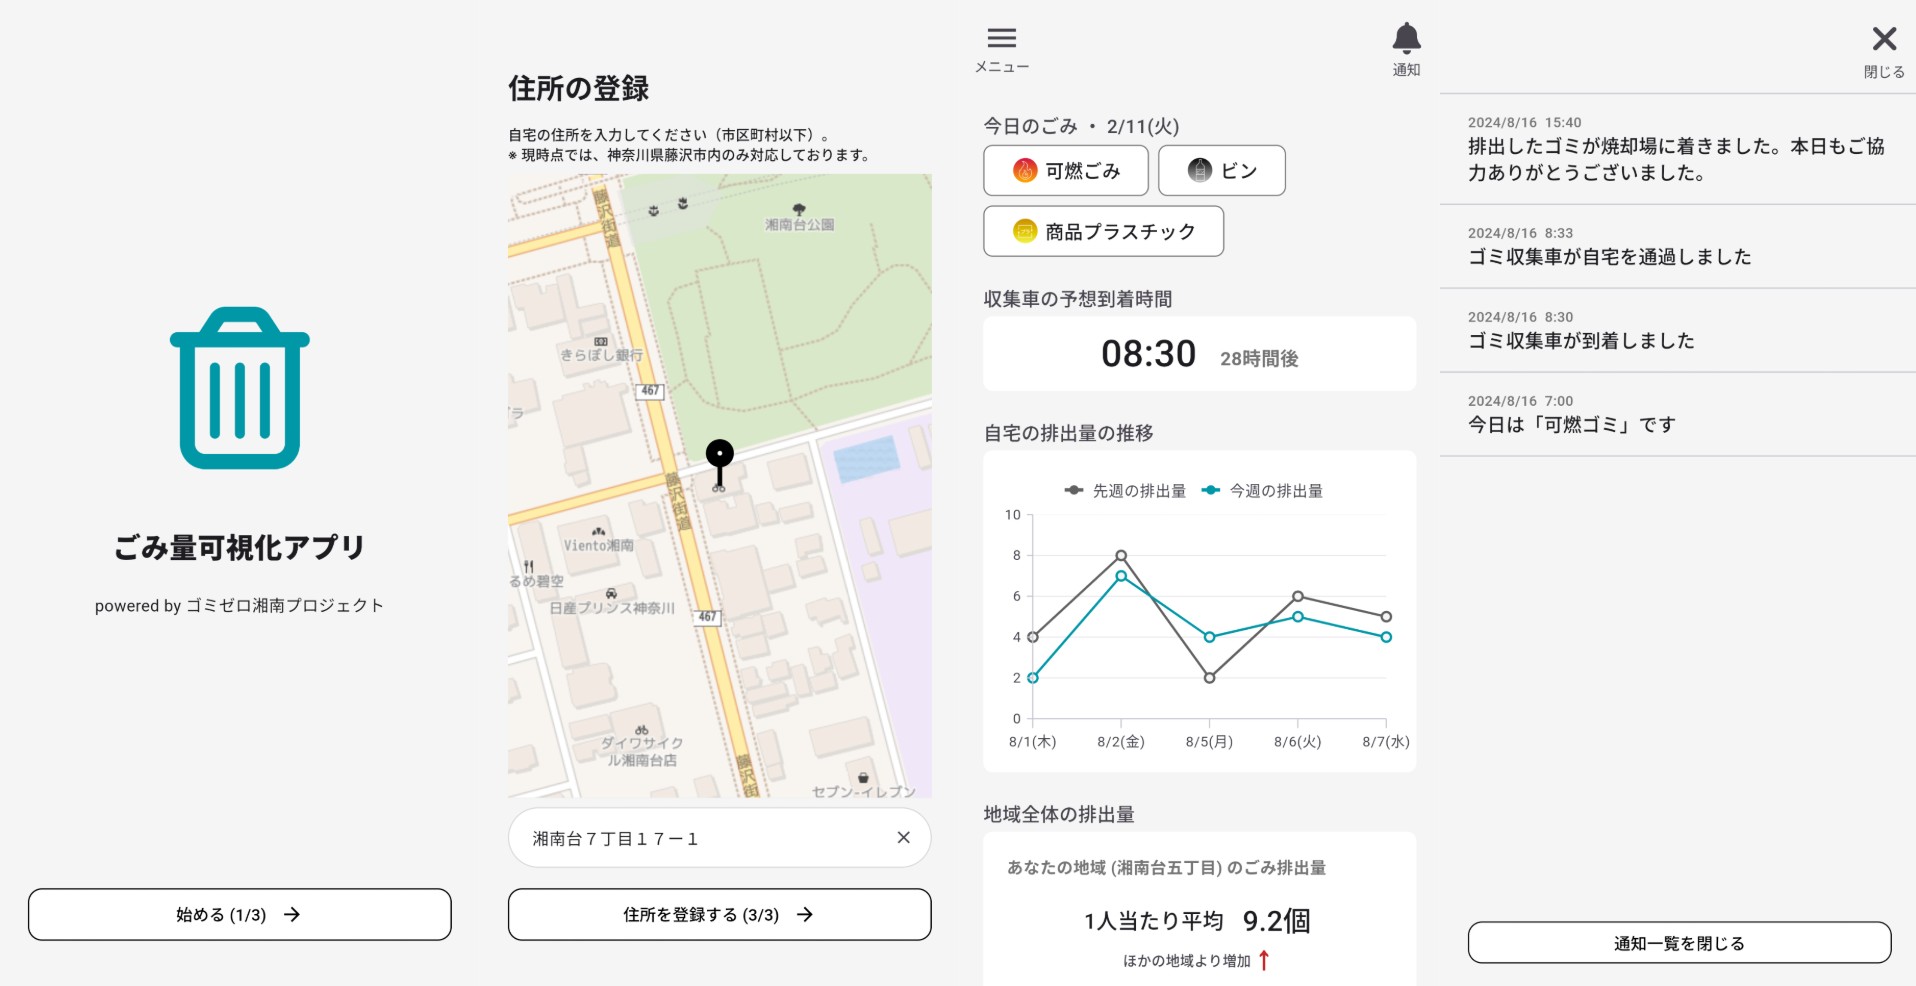 ごみ量可視化アプリ
powered by ゴミゼロ湘南プロジェクト
始める (1/3) →
住所の登録
自宅の住所を入力してください（市区町村以下）。
※ 現時点では、神奈川県藤沢市内のみ対応しております。
藤沢街道
湘南台公園
きらぼし銀行
467
ラ
藤沢街道
Viento湘南
るめ碧空
日産プリンス神奈川
467
ダイワサイク
ル湘南台店
藤沢街
セブン-イレブン
湘南台７丁目１７ー１
住所を登録する (3/3) →
メニュー
通知
今日のごみ ・ 2/11(火)
可燃ごみ
ビン
商品プラスチック
収集車の予想到着時間
08:30 28時間後
自宅の排出量の推移
先週の排出量 今週の排出量
10
8
6
4
2
0
8/1(木) 8/2(金) 8/5(月) 8/6(火) 8/7(水)
地域全体の排出量
あなたの地域 (湘南台五丁目) のごみ排出量
1人当たり平均 9.2個
ほかの地域より増加 ↑
閉じる
2024/8/16 15:40
排出したゴミが焼却場に着きました。本日もご協
力ありがとうございました。
2024/8/16 8:33
ゴミ収集車が自宅を通過しました
2024/8/16 8:30
ゴミ収集車が到着しました
2024/8/16 7:00
今日は「可燃ゴミ」です
通知一覧を閉じる